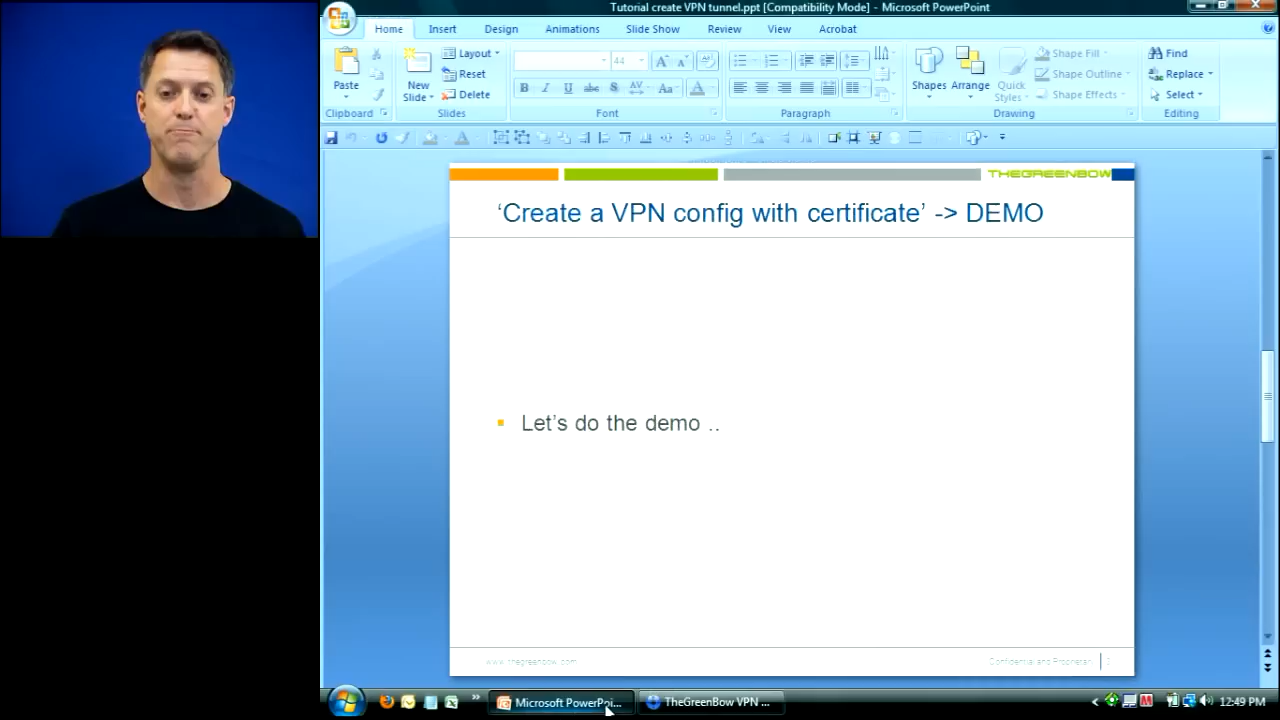 Tutorial create VPN tunnel.ppt [Compatibility Mode] - Microsoft PowerPoint
Home Insert Design Animations Slide Show Review View Acrobat
Paste
New Slide
Layout
Reset
Delete
44
Aa
Shapes
Arrange
Quick Styles
Shape Fill
Shape Outline
Shape Effects
Find
Replace
Select
Clipboard Slides Font Paragraph Drawing Editing
THEGREENBOW
‘Create a VPN config with certificate’ -> DEMO
Let’s do the demo ..
www.thegreenbow.com
Microsoft PowerPoi... TheGreenBow VPN ... 12:49 PM